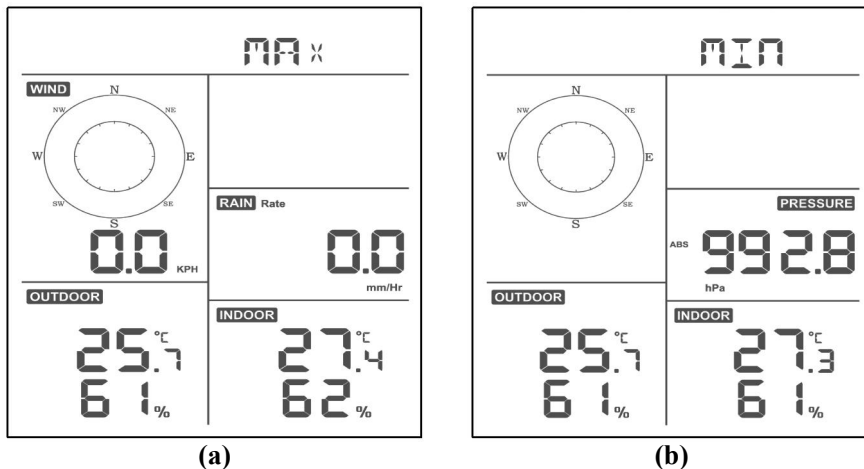 MAX
WIND
N
NW NE
W E
SW SE
S
0.0 KPH
RAIN Rate
0.0
mm/Hr
OUTDOOR
25.7 °C
61 %
INDOOR
27.4 °C
62 %
(a)
MIN
N
NW NE
W E
SW SE
S
PRESSURE
ABS 992.8
hPa
OUTDOOR
25.7 °C
61 %
INDOOR
27.3 °C
61 %
(b)